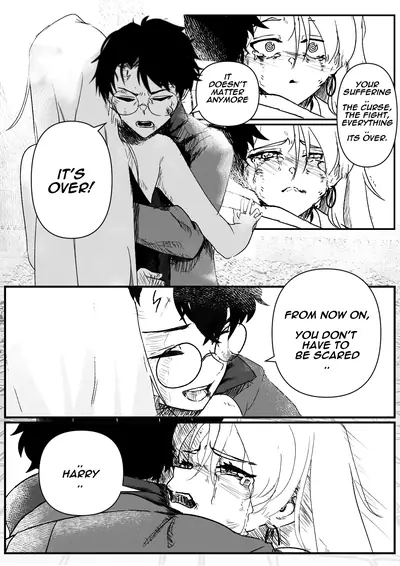 IT
DOESN'T
MATTER
ANYMORE
YOUR
SUFFERING
..
THE CURSE,
THE FIGHT,
EVERYTHING
..
ITS OVER.
IT'S
OVER!
FROM NOW ON,
YOU DON'T
HAVE TO
BE SCARED
..
..
HARRY
..